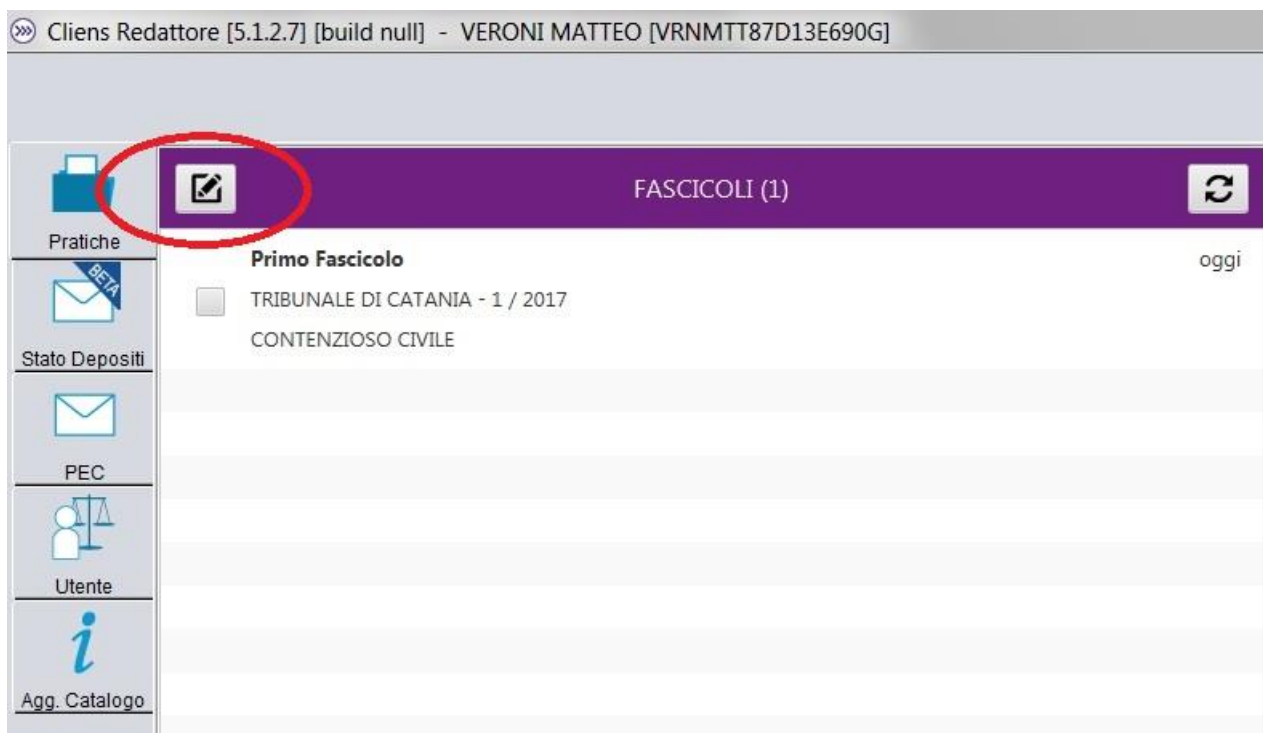 Cliens Redattore [5.1.2.7] [build null] - VERONI MATTEO [VRNMTT87D13E690G]
FASCICOLI (1)
Pratiche
Primo Fascicolo oggi
TRIBUNALE DI CATANIA - 1 / 2017
CONTENZIOSO CIVILE
BETA
Stato Depositi
PEC
Utente
i
Agg. Catalogo